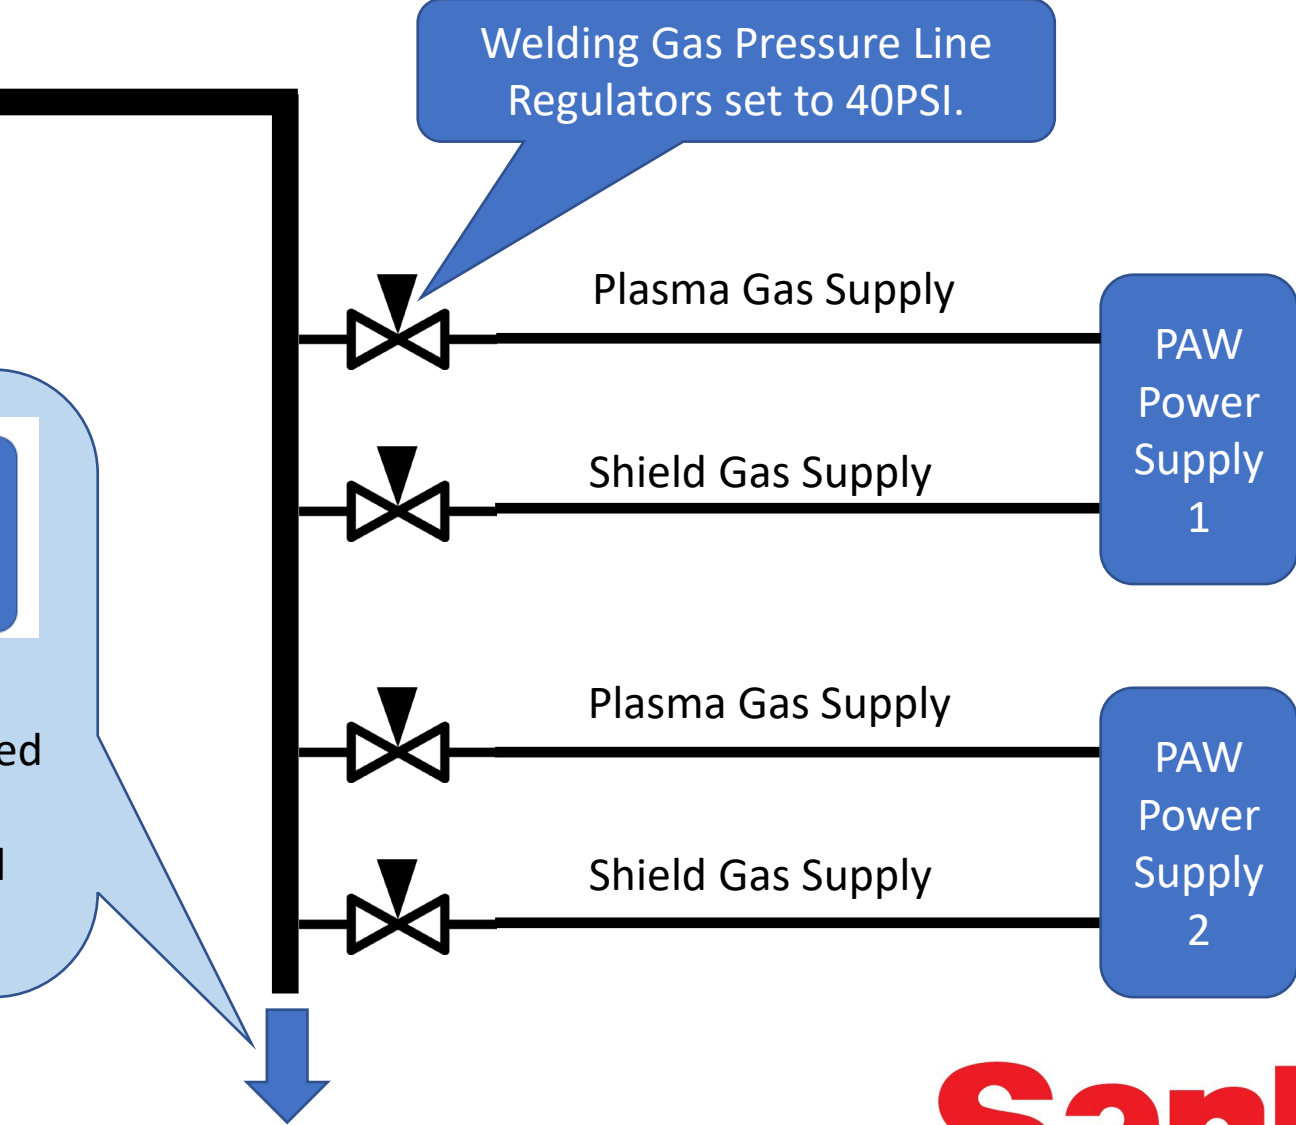 Welding Gas Pressure Line
Regulators set to 40PSI.
Plasma Gas Supply
PAW
Power
Supply
1
Shield Gas Supply
Plasma Gas Supply
PAW
Power
Supply
2
Shield Gas Supply